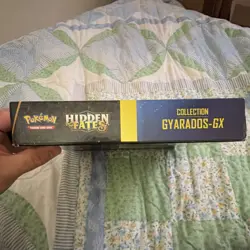 Pokémon
TRADING CARD GAME
HIDDEN
FATES
COLLECTION
GYARADOS-GX